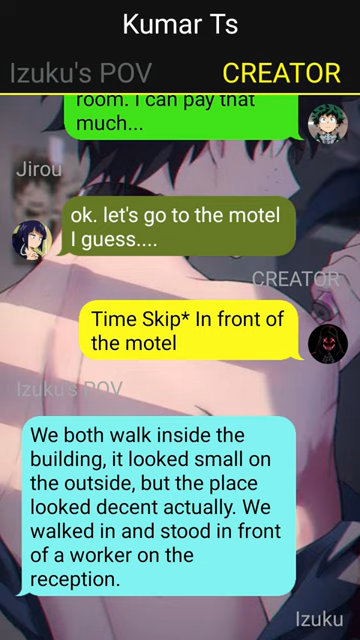 Kumar Ts
Izuku's POV CREATOR
room. I can pay that
much...
Jirou
ok. let's go to the motel
I guess....
CREATOR
Time Skip* In front of
the motel
Izuku's POV
We both walk inside the
building, it looked small on
the outside, but the place
looked decent actually. We
walked in and stood in front
of a worker on the
reception.
Izuku